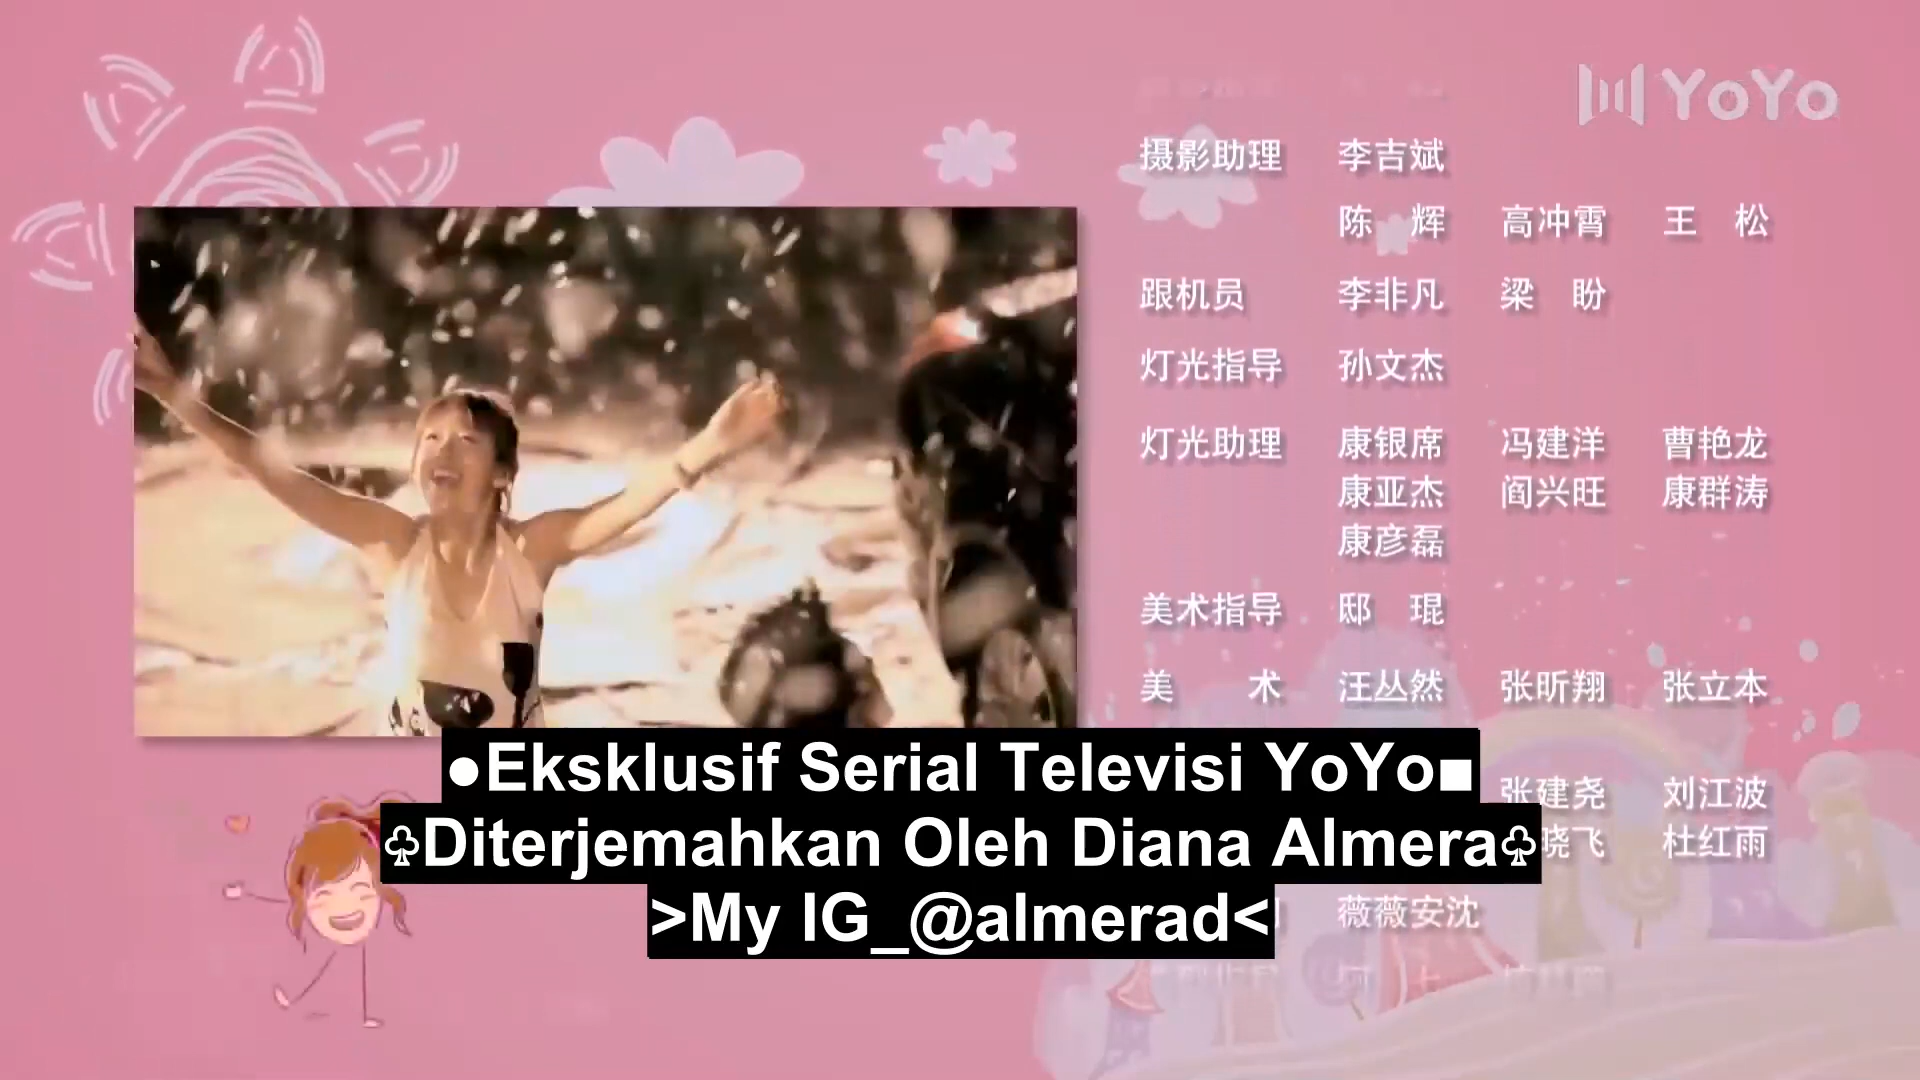 YoYo
摄影助理 李吉斌
陈 辉 高冲霄 王 松
跟机员 李非凡 梁 盼
灯光指导 孙文杰
灯光助理 康银席 冯建洋 曹艳龙
康亚杰 阎兴旺 康群涛
康彦磊
美术指导 邸 琨
美 术 汪丛然 张昕翔 张立本
张建尧 刘江波
晓飞 杜红雨
薇薇安沈
●Eksklusif Serial Televisi YoYo■
♧Diterjemahkan Oleh Diana Almera♧
>My IG_@almerad<